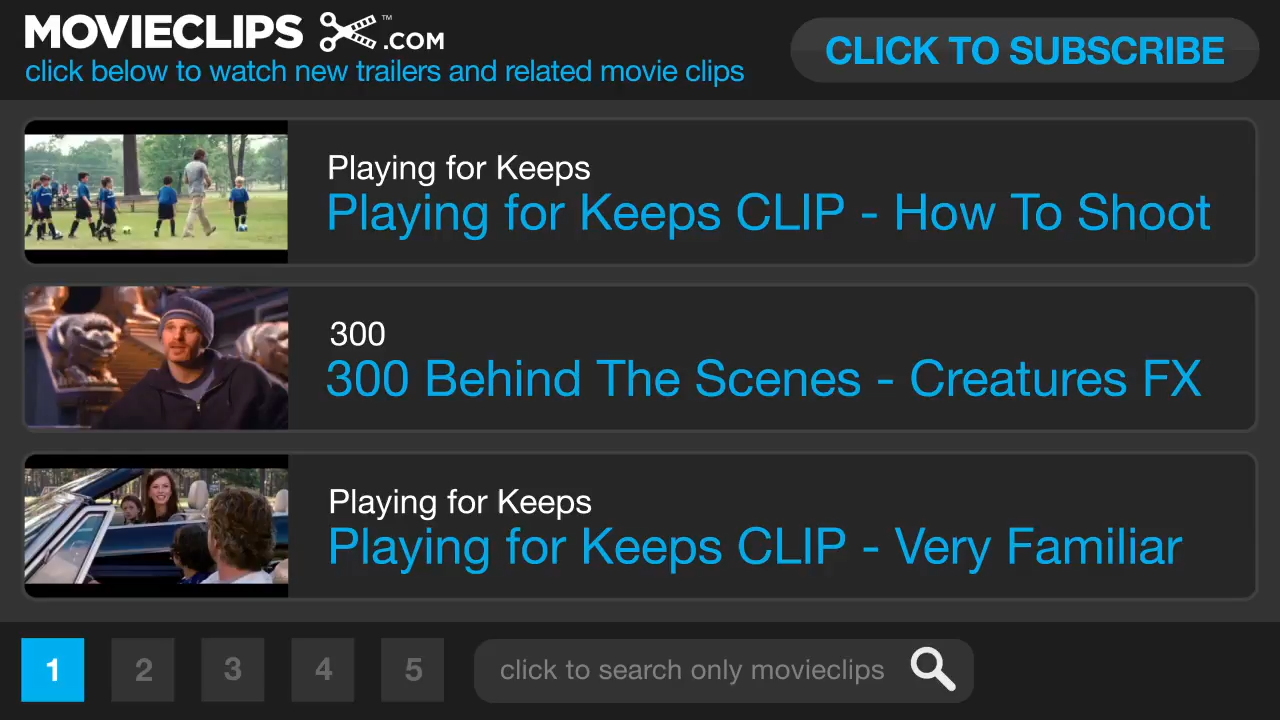 MOVIECLIPS™.COM
click below to watch new trailers and related movie clips
CLICK TO SUBSCRIBE
Playing for Keeps
Playing for Keeps CLIP - How To Shoot
300
300 Behind The Scenes - Creatures FX
Playing for Keeps
Playing for Keeps CLIP - Very Familiar
1 2 3 4 5 click to search only movieclips